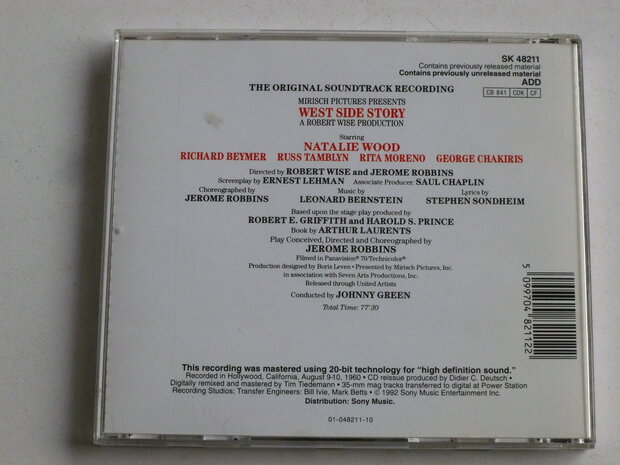 SK 48211
Contains previously released material
Contains previously unreleased material
ADD
CB 841 CDK CF
THE ORIGINAL SOUNDTRACK RECORDING
MIRISCH PICTURES PRESENTS
WEST SIDE STORY
A ROBERT WISE PRODUCTION
Starring
NATALIE WOOD
RICHARD BEYMER RUSS TAMBLYN RITA MORENO GEORGE CHAKIRIS
Directed by ROBERT WISE and JEROME ROBBINS
Screenplay by ERNEST LEHMAN Associate Producer: SAUL CHAPLIN
Choreographed by Music by Lyrics by
JEROME ROBBINS LEONARD BERNSTEIN STEPHEN SONDHEIM
Based upon the stage play produced by
ROBERT E. GRIFFITH and HAROLD S. PRINCE
Book by ARTHUR LAURENTS
Play Conceived, Directed and Choreographed by
JEROME ROBBINS
Filmed in Panavision® 70/Technicolor®
Production designed by Boris Leven • Presented by Mirisch Pictures, Inc.
in association with Seven Arts Productions, Inc.
Released through United Artists
Conducted by JOHNNY GREEN
Total Time: 77'30
5 099704 821122
This recording was mastered using 20-bit technology for "high definition sound."
Recorded in Hollywood, California, August 9-10, 1960 • CD reissue produced by Didier C. Deutsch •
Digitally remixed and mastered by Tim Tiedemann • 35-mm mag tracks transferred to digital at Power Station
Recording Studios; Transfer Engineers: Bill Ivie, Mark Betts • © 1992 Sony Music Entertainment Inc.
Distribution: Sony Music.
01-048211-10